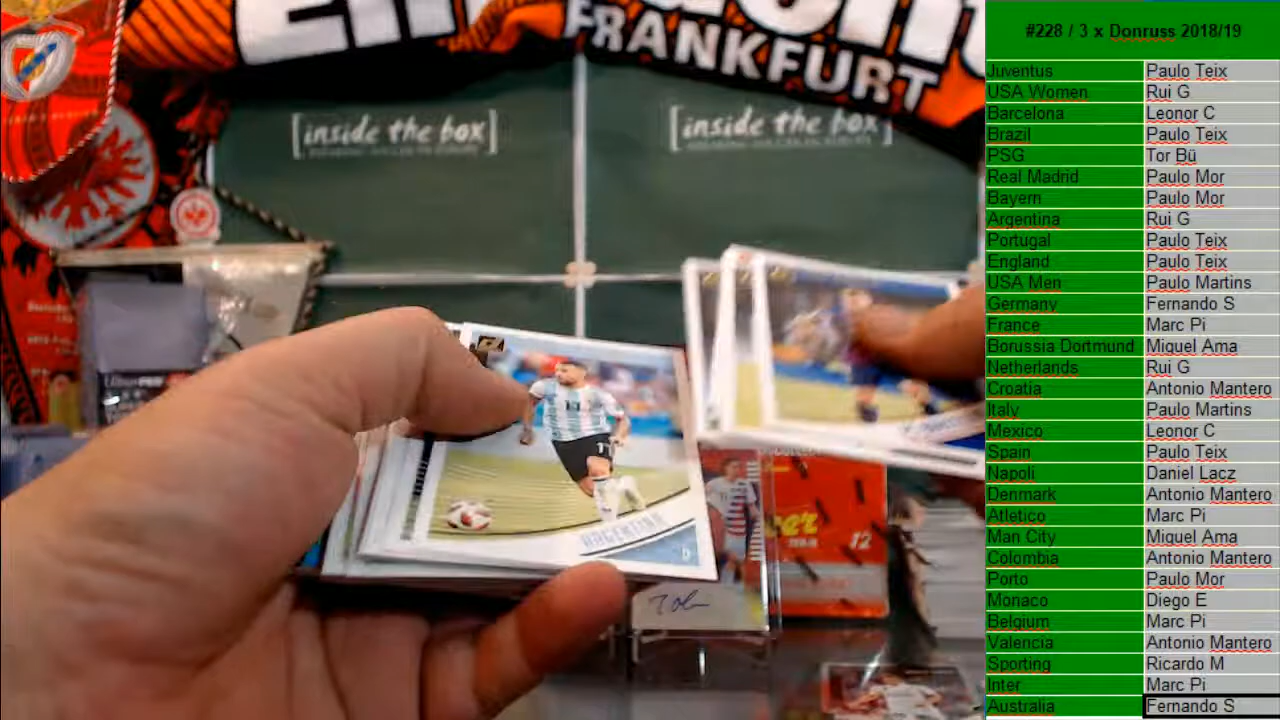 FRANKFURT
[inside the box]
[inside the box]
ARGENTINA
12
#228 / 3 x Donruss 2018/19
Juventus Paulo Teix
USA Women Rui G
Barcelona Leonor C
Brazil Paulo Teix
PSG Tor Bü
Real Madrid Paulo Mor
Bayern Paulo Mor
Argentina Rui G
Portugal Paulo Teix
England Paulo Teix
USA Men Paulo Martins
Germany Fernando S
France Marc Pi
Borussia Dortmund Miguel Ama
Netherlands Rui G
Croatia Antonio Mantero
Italy Paulo Martins
Mexico Leonor C
Spain Paulo Teix
Napoli Daniel Lacz
Denmark Antonio Mantero
Atletico Marc Pi
Man City Miguel Ama
Colombia Antonio Mantero
Porto Paulo Mor
Monaco Diego E
Belgium Marc Pi
Valencia Antonio Mantero
Sporting Ricardo M
Inter Marc Pi
Australia Fernando S